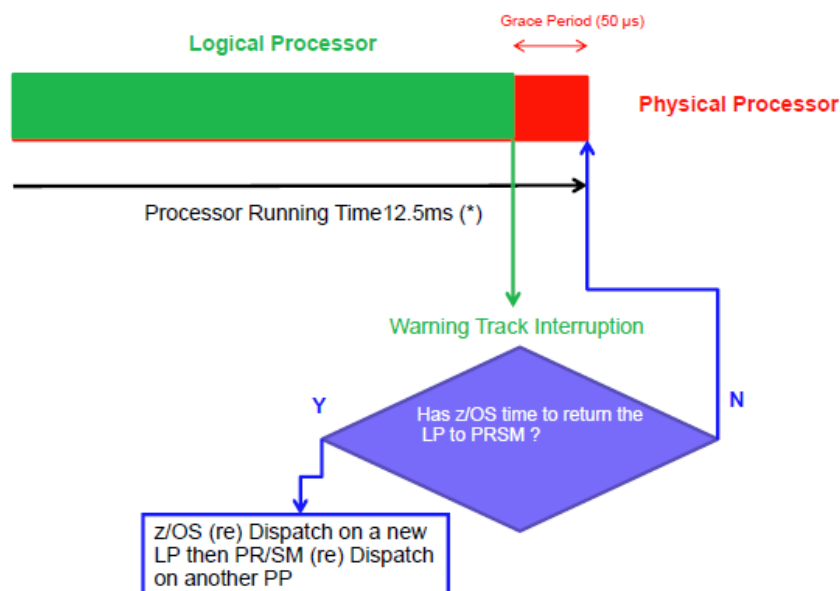 Grace Period (50 µs)
Logical Processor
Physical Processor
Processor Running Time12.5ms (*)
Warning Track Interruption
Y
Has z/OS time to return the
LP to PRSM ?
N
z/OS (re) Dispatch on a new
LP then PR/SM (re) Dispatch
on another PP